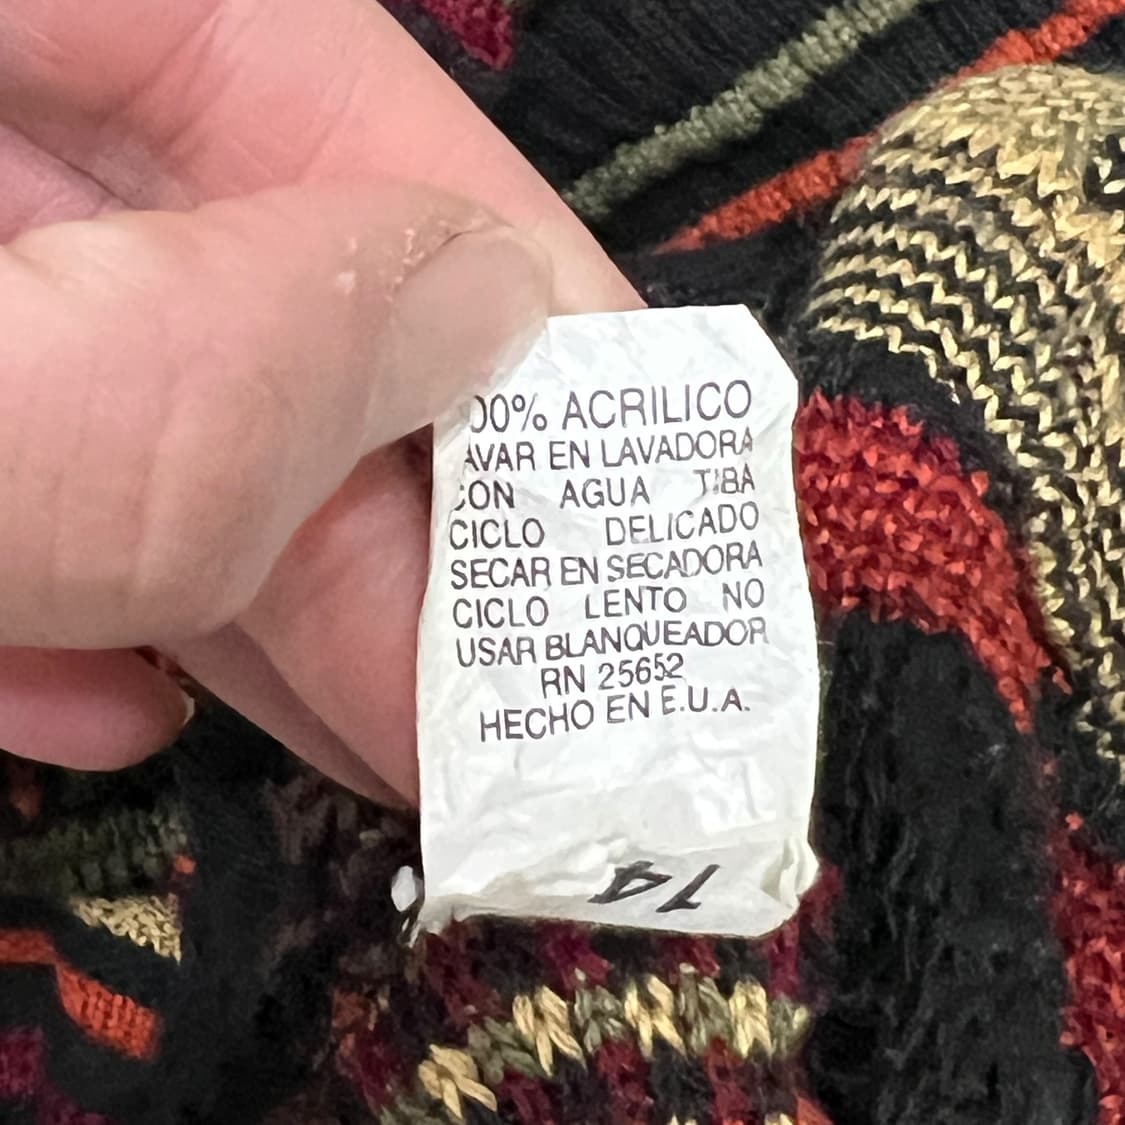 00% ACRILICO
AVAR EN LAVADORA
CON AGUA TIBA
CICLO DELICADO
SECAR EN SECADORA
CICLO LENTO NO
USAR BLANQUEADOR
RN 25652
HECHO EN E.U.A.
14